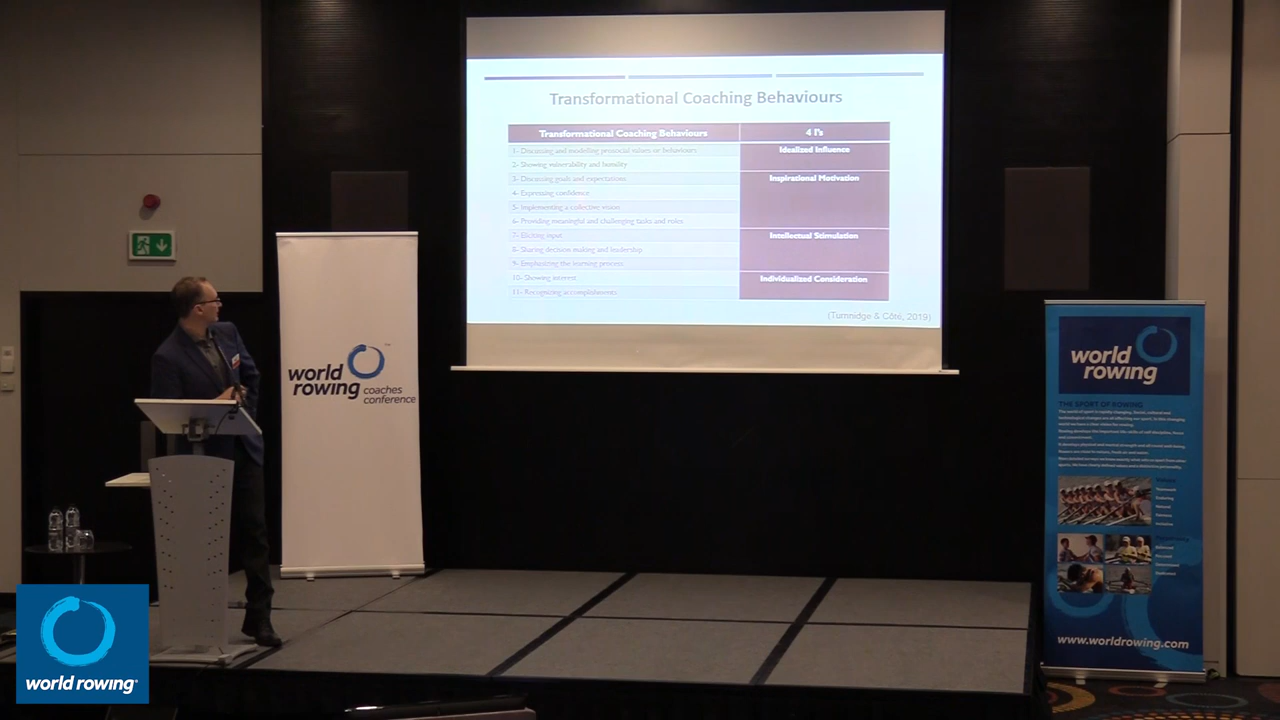 Transformational Coaching Behaviours
Transformational Coaching Behaviours
4 I's
1- Discussing and modelling prosocial values or behaviours
Idealized Influence
2- Showing vulnerability and humility
3- Discussing goals and expectations
Inspirational Motivation
4- Expressing confidence
5- Implementing a collective vision
6- Providing meaningful and challenging tasks and roles
7- Eliciting input
Intellectual Stimulation
8- Sharing decision making and leadership
9- Emphasizing the learning process
10- Showing interest
Individualized Consideration
11- Recognizing accomplishments
(Turnnidge & Côté, 2019)
world
rowing
coaches
conference
world
rowing
THE SPORT OF ROWING
www.worldrowing.com
world rowing